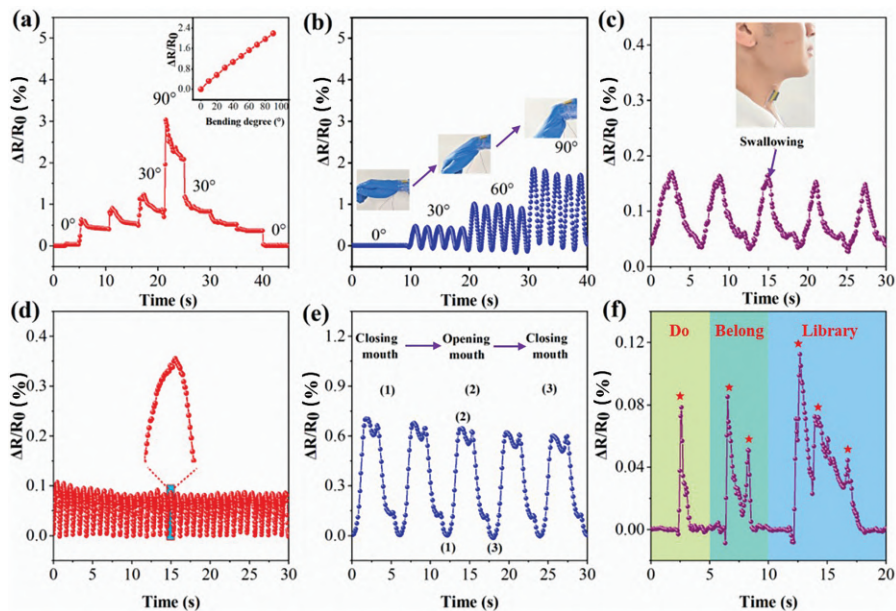 (a)
ΔR/R0 (%)
5
4
3
2
1
0
0 10 20 30 40
Time (s)
0°
30°
90°
30°
0°
ΔR/R0
2.4
1.6
0.8
0.0
0 20 40 60 80 100
Bending degree (°)
(b)
ΔR/R0 (%)
5
4
3
2
1
0
0 10 20 30 40
Time (s)
0°
30°
60°
90°
(c)
ΔR/R0 (%)
0.4
0.3
0.2
0.1
0.0
0 5 10 15 20 25 30
Time (s)
Swallowing
(d)
ΔR/R0 (%)
0.4
0.3
0.2
0.1
0.0
0 5 10 15 20 25 30
Time (s)
(e)
ΔR/R0 (%)
1.2
0.9
0.6
0.3
0.0
0 5 10 15 20 25 30
Time (s)
Closing mouth
Opening mouth
Closing mouth
(1)
(2)
(3)
(2)
(1)
(3)
(f)
ΔR/R0 (%)
0.12
0.08
0.04
0.00
0 5 10 15 20
Time (s)
Do
Belong
Library